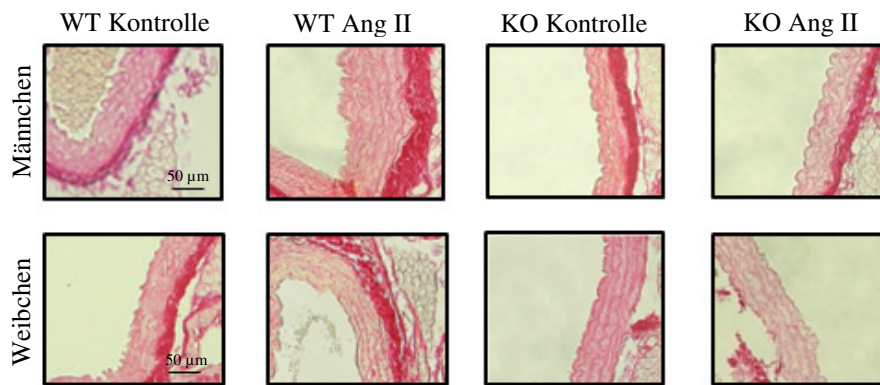 WT Kontrolle WT Ang II KO Kontrolle KO Ang II
Männchen
50 µm
Weibchen
50 µm